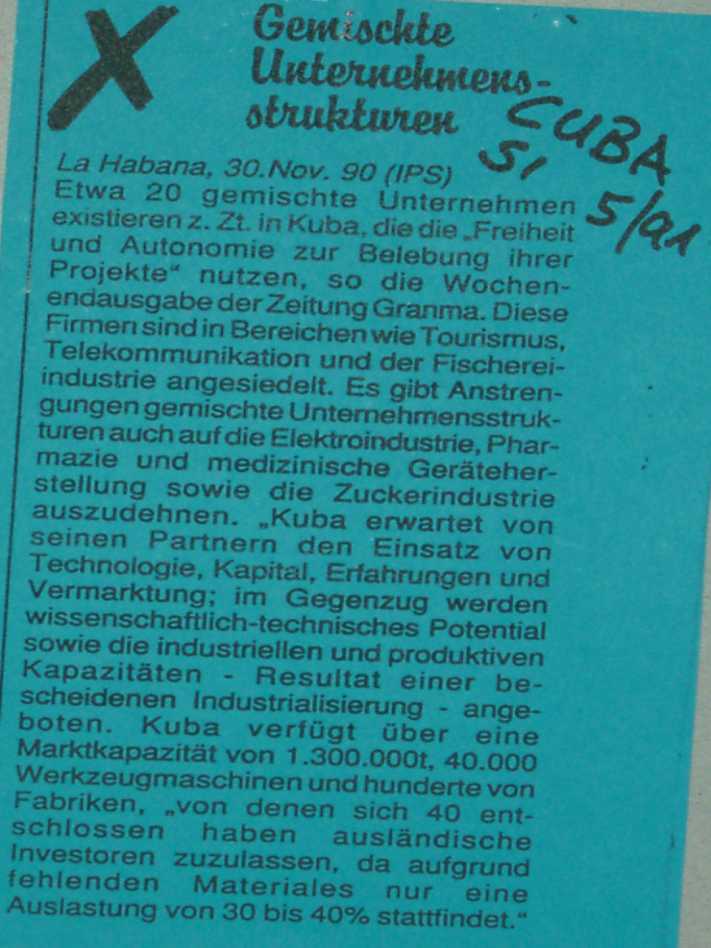 X
Gemischte
Unternehmens-
strukturen
CUBA
SI 5/91
La Habana, 30.Nov. 90 (IPS)
Etwa 20 gemischte Unternehmen
existieren z. Zt. in Kuba, die die „Freiheit
und Autonomie zur Belebung ihrer
Projekte“ nutzen, so die Wochen-
endausgabe der Zeitung Granma. Diese
Firmen sind in Bereichen wie Tourismus,
Telekommunikation und der Fischerei-
industrie angesiedelt. Es gibt Anstren-
gungen gemischte Unternehmensstruk-
turen auch auf die Elektroindustrie, Phar-
mazie und medizinische Geräteher-
stellung sowie die Zuckerindustrie
auszudehnen. „Kuba erwartet von
seinen Partnern den Einsatz von
Technologie, Kapital, Erfahrungen und
Vermarktung; im Gegenzug werden
wissenschaftlich-technisches Potential
sowie die industriellen und produktiven
Kapazitäten - Resultat einer be-
scheidenen Industrialisierung - ange-
boten. Kuba verfügt über eine
Marktkapazität von 1.300.000t, 40.000
Werkzeugmaschinen und hunderte von
Fabriken, „von denen sich 40 ent-
schlossen haben ausländische
Investoren zuzulassen, da aufgrund
fehlenden Materiales nur eine
Auslastung von 30 bis 40% stattfindet.“